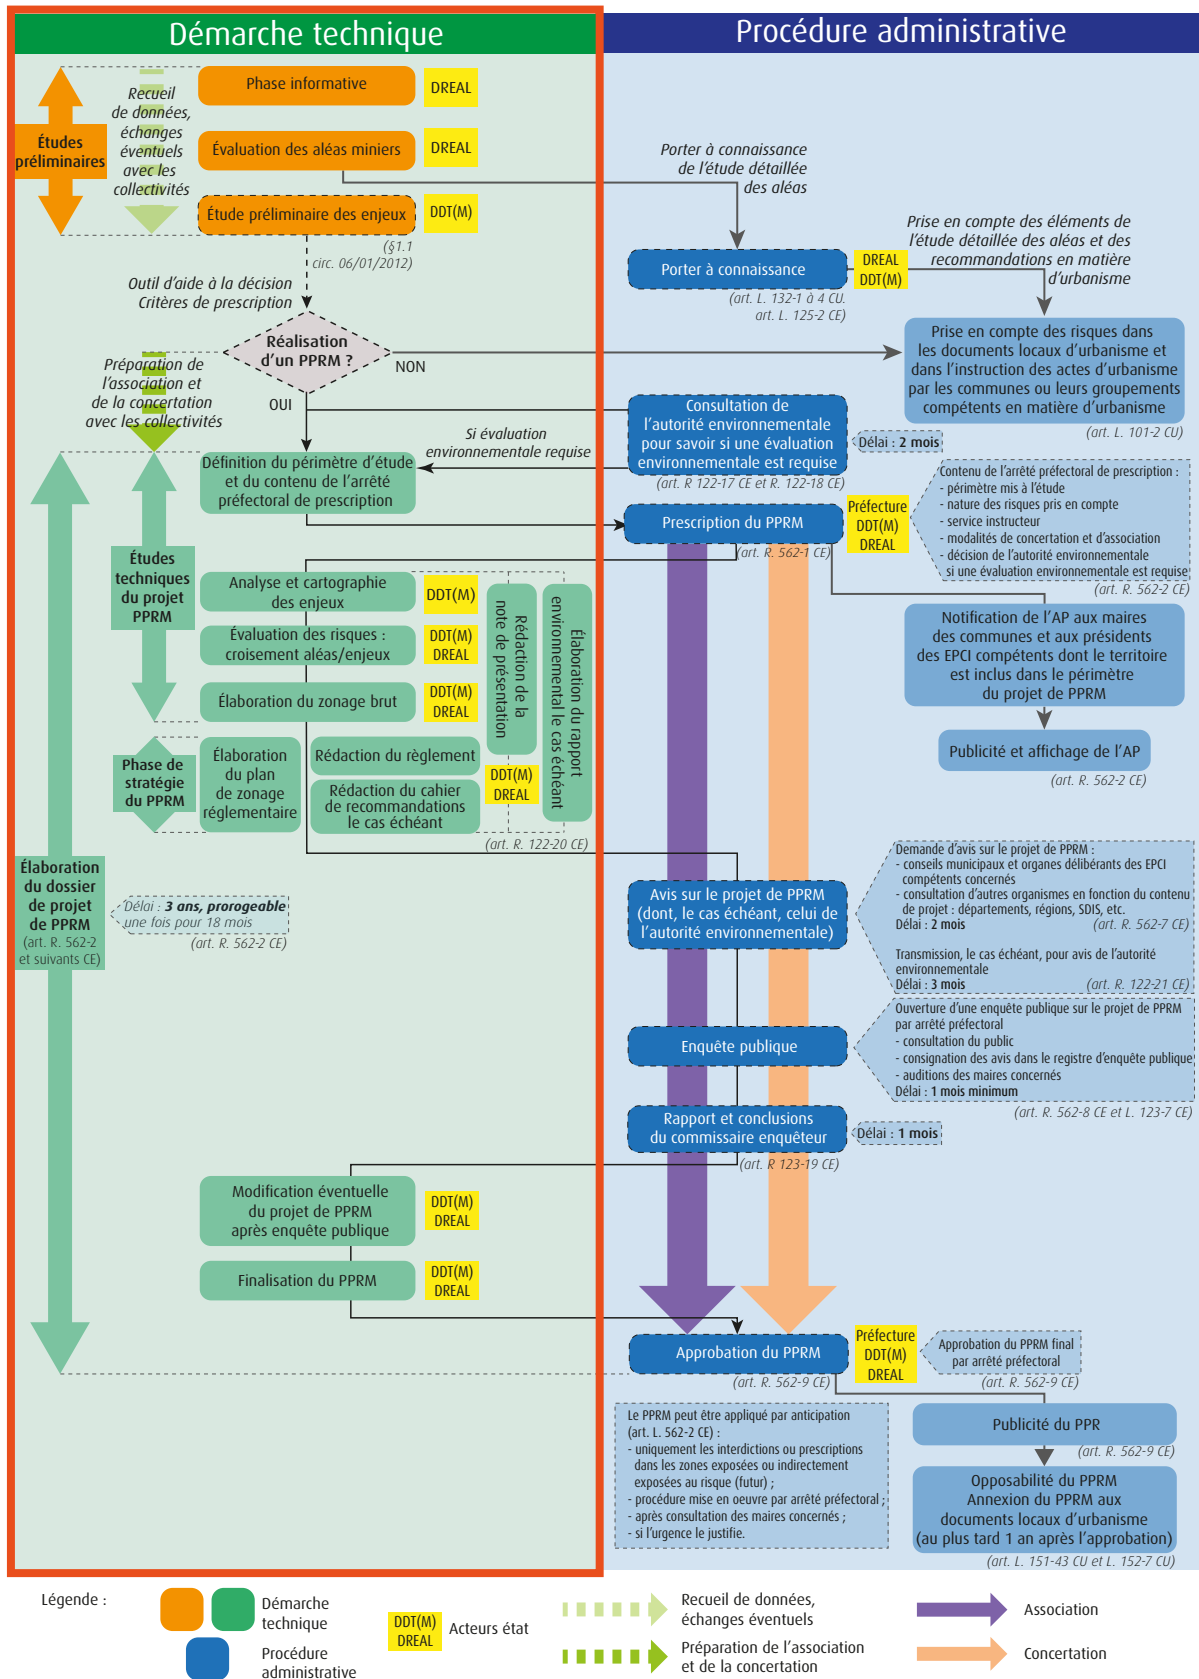 Démarche technique
Procédure administrative
Études
préliminaires
Recueil
de données,
échanges
éventuels
avec les
collectivités
Phase informative
DREAL
Évaluation des aléas miniers
DREAL
Étude préliminaire des enjeux
DDT(M)
(§1.1
circ. 06/01/2012)
Porter à connaissance
de l'étude détaillée
des aléas
Prise en compte des éléments de
l'étude détaillée des aléas et des
recommandations en matière
d'urbanisme
Porter à connaissance
DREAL
DDT(M)
(art. L. 132-1 à 4 CU.
art. L. 125-2 CE)
Outil d'aide à la décision
Critères de prescription
Réalisation
d'un PPRM ?
NON
OUI
Prise en compte des risques dans
les documents locaux d'urbanisme et
dans l'instruction des actes d'urbanisme
par les communes ou leurs groupements
compétents en matière d'urbanisme
(art. L. 101-2 CU)
Préparation de
l'association et
de la concertation
avec les collectivités
Consultation de
l'autorité environnementale
pour savoir si une évaluation
environnementale est requise
Délai : 2 mois
(art. R 122-17 CE et R. 122-18 CE)
Si évaluation
environnementale requise
Définition du périmètre d'étude
et du contenu de l'arrêté
préfectoral de prescription
Prescription du PPRM
Préfecture
DDT(M)
DREAL
(art. R. 562-1 CE)
Contenu de l'arrêté préfectoral de prescription :
- périmètre mis à l'étude
- nature des risques pris en compte
- service instructeur
- modalités de concertation et d'association
- décision de l'autorité environnementale
si une évaluation environnementale est requise
(art. R. 562-2 CE)
Études
techniques
du projet
PPRM
Analyse et cartographie
des enjeux
DDT(M)
Évaluation des risques :
croisement aléas/enjeux
DDT(M)
DREAL
Élaboration du zonage brut
DDT(M)
DREAL
Rédaction de la
note de présentation
Élaboration du rapport
environnemental le cas échéant
Notification de l'AP aux maires
des communes et aux présidents
des EPCI compétents dont le territoire
est inclus dans le périmètre
du projet de PPRM
Publicité et affichage de l'AP
(art. R. 562-2 CE)
Phase de
stratégie
du PPRM
Élaboration
du plan
de zonage
réglementaire
Rédaction du règlement
Rédaction du cahier
de recommandations
le cas échéant
DDT(M)
DREAL
(art. R. 122-20 CE)
Élaboration
du dossier
de projet
de PPRM
(art. R. 562-2
et suivants CE)
Délai : 3 ans, prorogeable
une fois pour 18 mois
(art. R. 562-2 CE)
Avis sur le projet de PPRM
(dont, le cas échéant, celui de
l'autorité environnementale)
Demande d'avis sur le projet de PPRM :
- conseils municipaux et organes délibérants des EPCI
compétents concernés
- consultation d'autres organismes en fonction du contenu
de projet : départements, régions, SDIS, etc.
Délai : 2 mois (art. R. 562-7 CE)
Transmission, le cas échéant, pour avis de l'autorité
environnementale
Délai : 3 mois (art. R. 122-21 CE)
Enquête publique
Ouverture d'une enquête publique sur le projet de PPRM
par arrêté préfectoral
- consultation du public
- consignation des avis dans le registre d'enquête publique
- auditions des maires concernés
Délai : 1 mois minimum
(art. R. 562-8 CE et L. 123-7 CE)
Rapport et conclusions
du commissaire enquêteur
Délai : 1 mois
(art. R 123-19 CE)
Modification éventuelle
du projet de PPRM
après enquête publique
DDT(M)
DREAL
Finalisation du PPRM
DDT(M)
DREAL
Approbation du PPRM
Préfecture
DDT(M)
DREAL
(art. R. 562-9 CE)
Approbation du PPRM final
par arrêté préfectoral
(art. R. 562-9 CE)
Le PPRM peut être appliqué par anticipation
(art. L. 562-2 CE) :
- uniquement les interdictions ou prescriptions
dans les zones exposées ou indirectement
exposées au risque (futur) ;
- procédure mise en oeuvre par arrêté préfectoral ;
- après consultation des maires concernés ;
- si l'urgence le justifie.
Publicité du PPR
(art. R. 562-9 CE)
Opposabilité du PPRM
Annexion du PPRM aux
documents locaux d'urbanisme
(au plus tard 1 an après l'approbation)
(art. L. 151-43 CU et L. 152-7 CU)
Légende :
Démarche
technique
Procédure
administrative
DDT(M)
DREAL
Acteurs état
Recueil de données,
échanges éventuels
Préparation de l'association
et de la concertation
Association
Concertation